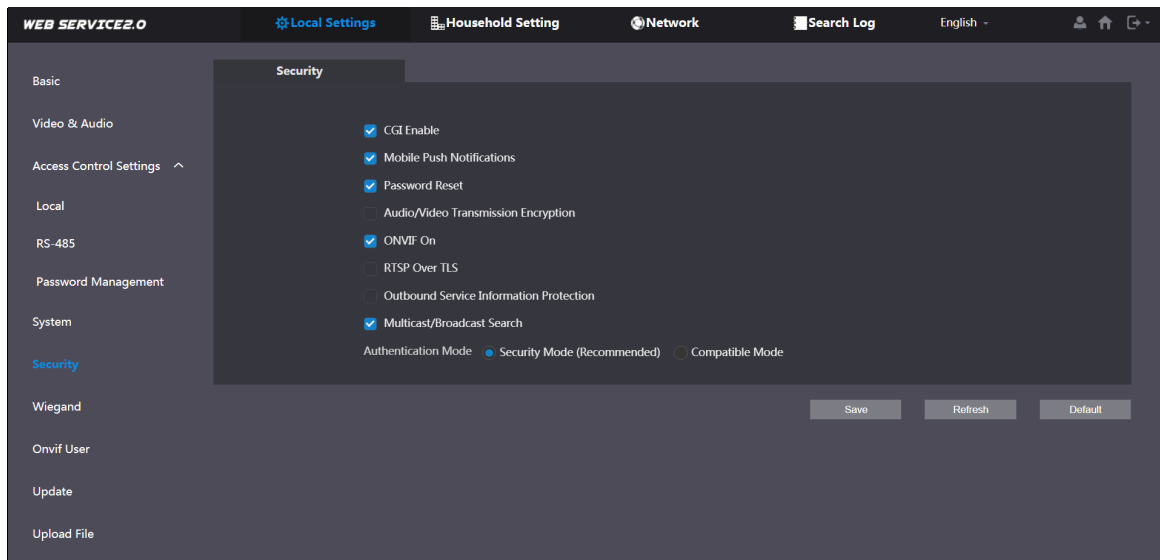 WEB SERVICE2.0
Local Settings
Household Setting
Network
Search Log
English
Basic
Video & Audio
Access Control Settings
Local
RS-485
Password Management
System
Security
Wiegand
Onvif User
Update
Upload File
Security
CGI Enable
Mobile Push Notifications
Password Reset
Audio/Video Transmission Encryption
ONVIF On
RTSP Over TLS
Outbound Service Information Protection
Multicast/Broadcast Search
Authentication Mode Security Mode (Recommended) Compatible Mode
Save
Refresh
Default